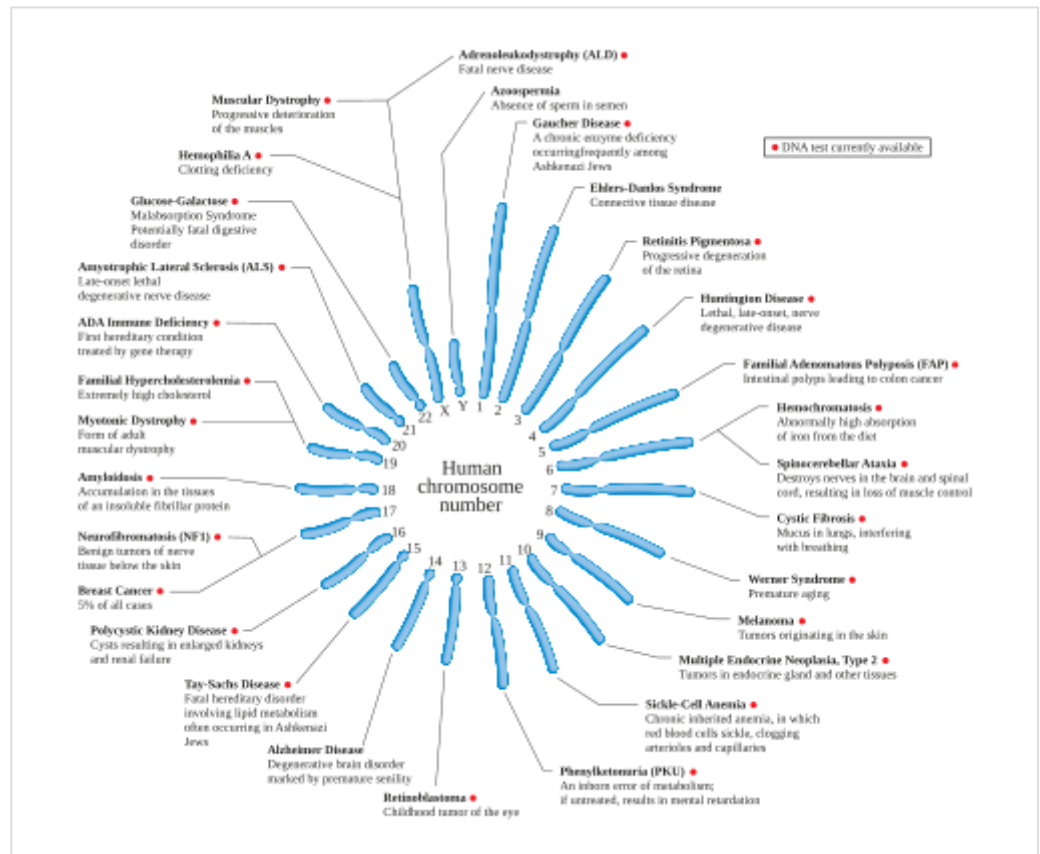 Adrenoleukodystrophy (ALD)
Fatal nerve disease
Azoospermia
Absence of sperm in semen
Gaucher Disease
A chronic enzyme deficiency
occurringfrequently among
Ashkenazi Jews
DNA test currently available
Ehlers-Danlos Syndrome
Connective tissue disease
Retinitis Pigmentosa
Progressive degeneration
of the retina
Huntington Disease
Lethal, late-onset, nerve
degenerative disease
Familial Adenomatous Polyposis (FAP)
Intestinal polyps leading to colon cancer
Hemochromatosis
Abnormally high absorption
of iron from the diet
Spinocerebellar Ataxia
Destroys nerves in the brain and spinal
cord, resulting in loss of muscle control
Cystic Fibrosis
Mucus in lungs, interfering
with breathing
Werner Syndrome
Premature aging
Melanoma
Tumors originating in the skin
Multiple Endocrine Neoplasia, Type 2
Tumors in endocrine gland and other tissues
Sickle-Cell Anemia
Chronic inherited anemia, in which
red blood cells sickle, clogging
arterioles and capillaries
Phenylketonuria (PKU)
An inborn error of metabolism;
if untreated, results in mental retardation
Retinoblastoma
Childhood tumor of the eye
Alzheimer Disease
Degenerative brain disorder
marked by premature senility
Tay-Sachs Disease
Fatal hereditary disorder
involving lipid metabolism
often occurring in Ashkenazi
Jews
Polycystic Kidney Disease
Cysts resulting in enlarged kidneys
and renal failure
Breast Cancer
5% of all cases
Neurofibromatosis (NF1)
Benign tumors of nerve
tissue below the skin
Amyloidosis
Accumulation in the tissues
of an insoluble fibrillar protein
Myotonic Dystrophy
Form of adult
muscular dystrophy
Familial Hypercholesterolemia
Extremely high cholesterol
ADA Immune Deficiency
First hereditary condition
treated by gene therapy
Amyotrophic Lateral Sclerosis (ALS)
Late-onset lethal
degenerative nerve disease
Glucose-Galactose
Malabsorption Syndrome
Potentially fatal digestive
disorder
Hemophilia A
Clotting deficiency
Muscular Dystrophy
Progressive deterioration
of the muscles
Human
chromosome
number
1
2
3
4
5
6
7
8
9
10
11
12
13
14
15
16
17
18
19
20
21
22
X
Y